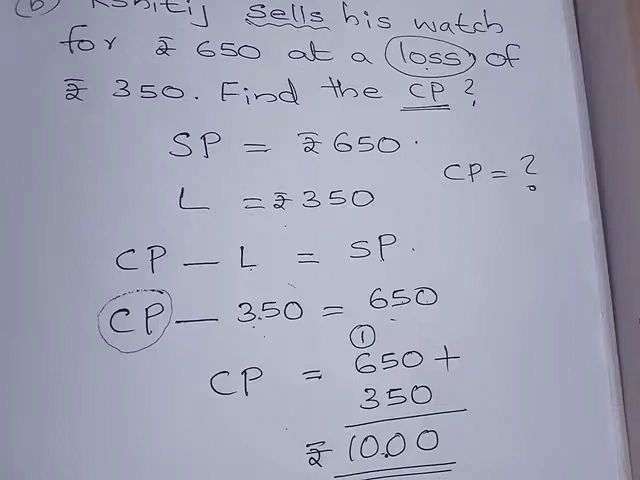 (b) Kshitij sells his watch
for ₹ 650 at a loss of
₹ 350. Find the CP ?
SP = ₹650.
CP = ?
L = ₹350
CP — L = SP.
CP — 350 = 650
①
CP = 650 +
350
₹ 1000